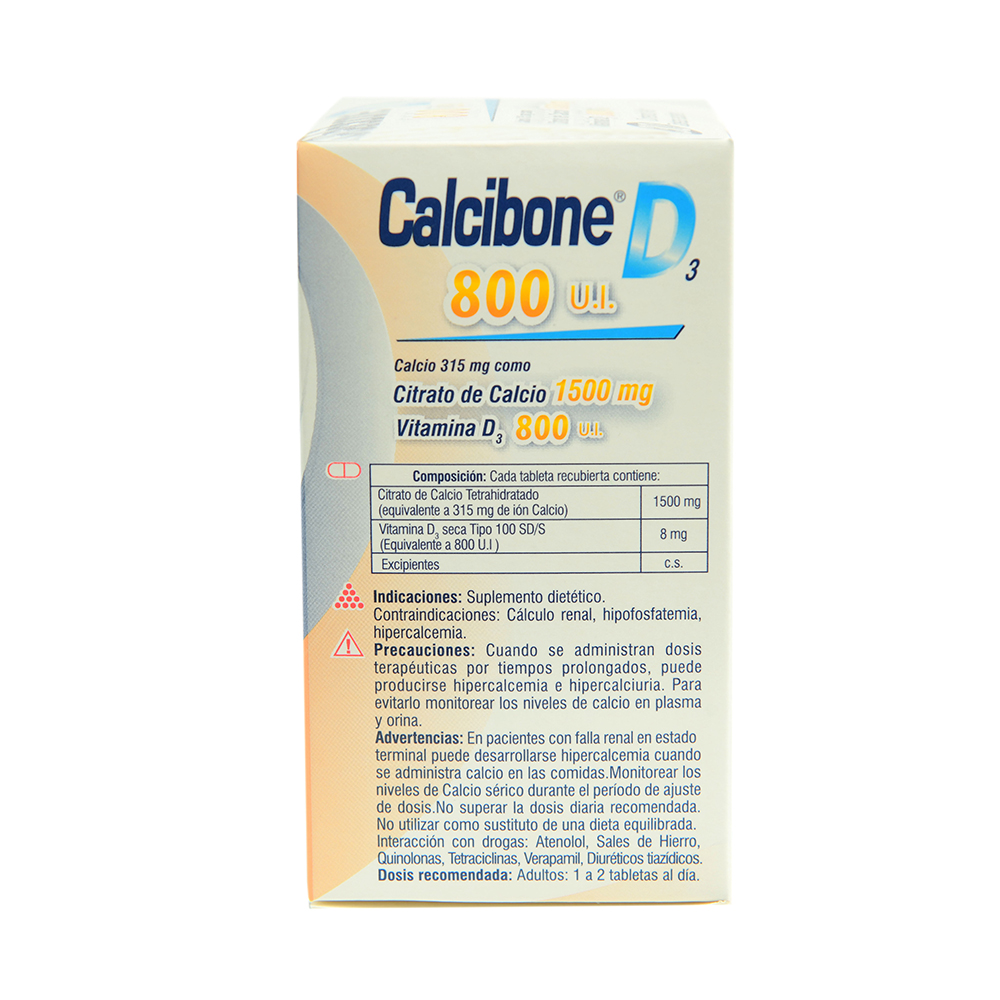 Calcibone® D3
800 U.I.
Calcio 315 mg como
Citrato de Calcio 1500 mg
Vitamina D3 800 U.I.
Composición: Cada tableta recubierta contiene:
Citrato de Calcio Tetrahidratado
(equivalente a 315 mg de ión Calcio) 1500 mg
Vitamina D3 seca Tipo 100 SD/S
(Equivalente a 800 U.I ) 8 mg
Excipientes c.s.
Indicaciones: Suplemento dietético.
Contraindicaciones: Cálculo renal, hipofosfatemia,
hipercalcemia.
Precauciones: Cuando se administran dosis
terapéuticas por tiempos prolongados, puede
producirse hipercalcemia e hipercalciuria. Para
evitarlo monitorear los niveles de calcio en plasma
y orina.
Advertencias: En pacientes con falla renal en estado
terminal puede desarrollarse hipercalcemia cuando
se administra calcio en las comidas.Monitorear los
niveles de Calcio sérico durante el período de ajuste
de dosis.No superar la dosis diaria recomendada.
No utilizar como sustituto de una dieta equilibrada.
Interacción con drogas: Atenolol, Sales de Hierro,
Quinolonas, Tetraciclinas, Verapamil, Diuréticos tiazídicos.
Dosis recomendada: Adultos: 1 a 2 tabletas al día.